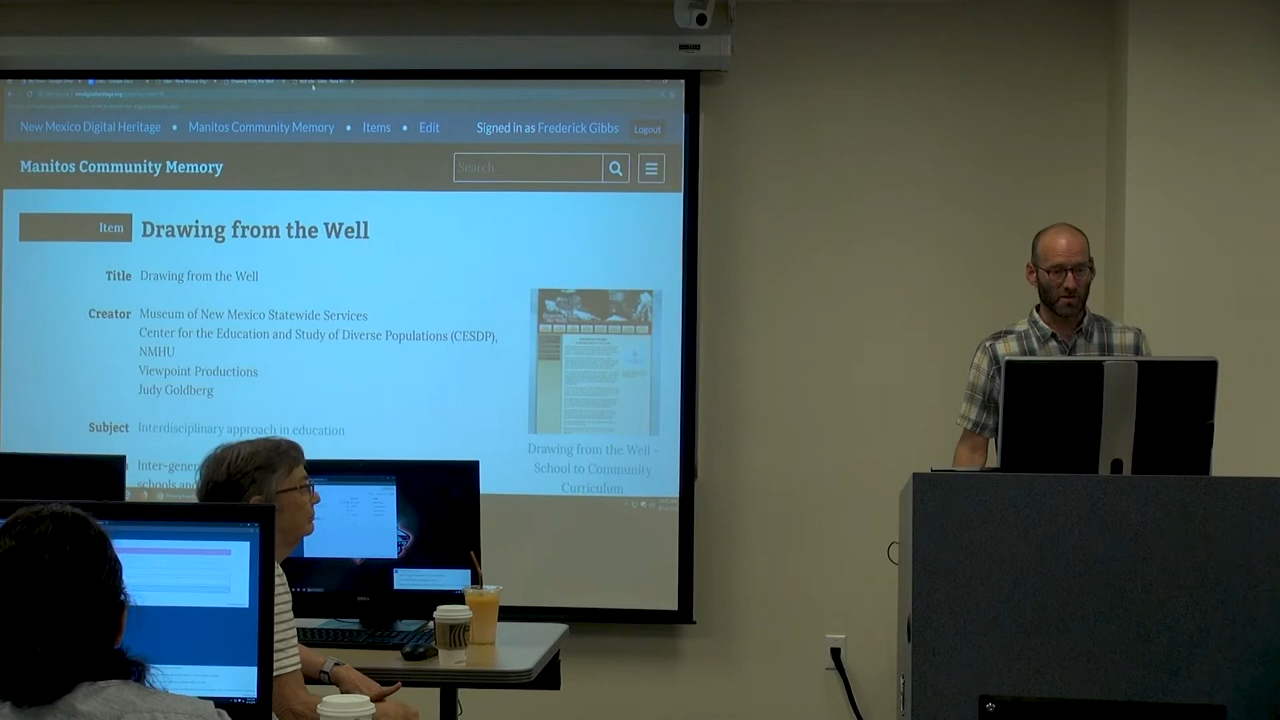 New Mexico Digital Heritage • Manitos Community Memory • Items • Edit Signed in as Frederick Gibbs Logout
Manitos Community Memory Search
Item Drawing from the Well
Title Drawing from the Well
Creator Museum of New Mexico Statewide Services
Center for the Education and Study of Diverse Populations (CESDP),
NMHU
Viewpoint Productions
Judy Goldberg
Subject Interdisciplinary approach in education
Drawing from the Well -
School to Community
Curriculum
schools